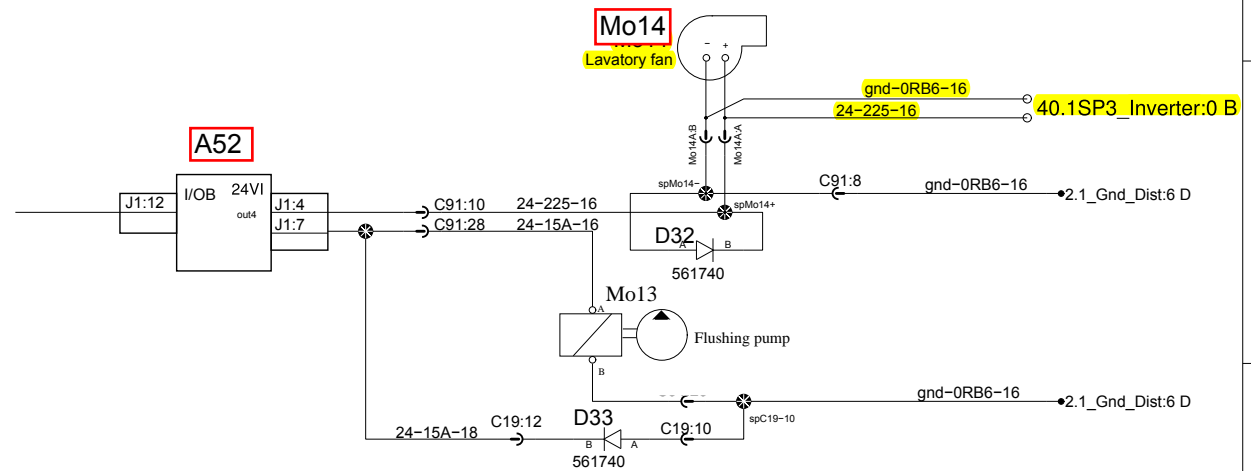 Mo14
Lavatory fan
- +
gnd-0RB6-16
24-225-16
40.1SP3_Inverter:0 B
Mo14A:B
Mo14A:A
A52
I/OB
24VI
out4
J1:12
J1:4
J1:7
C91:10
24-225-16
C91:28
24-15A-16
spMo14-
spMo14+
C91:8
gnd-0RB6-16
2.1_Gnd_Dist:6 D
D32
A
B
561740
Mo13
A
B
Flushing pump
gnd-0RB6-16
2.1_Gnd_Dist:6 D
spC19-10
24-15A-18
C19:12
D33
B
A
C19:10
561740